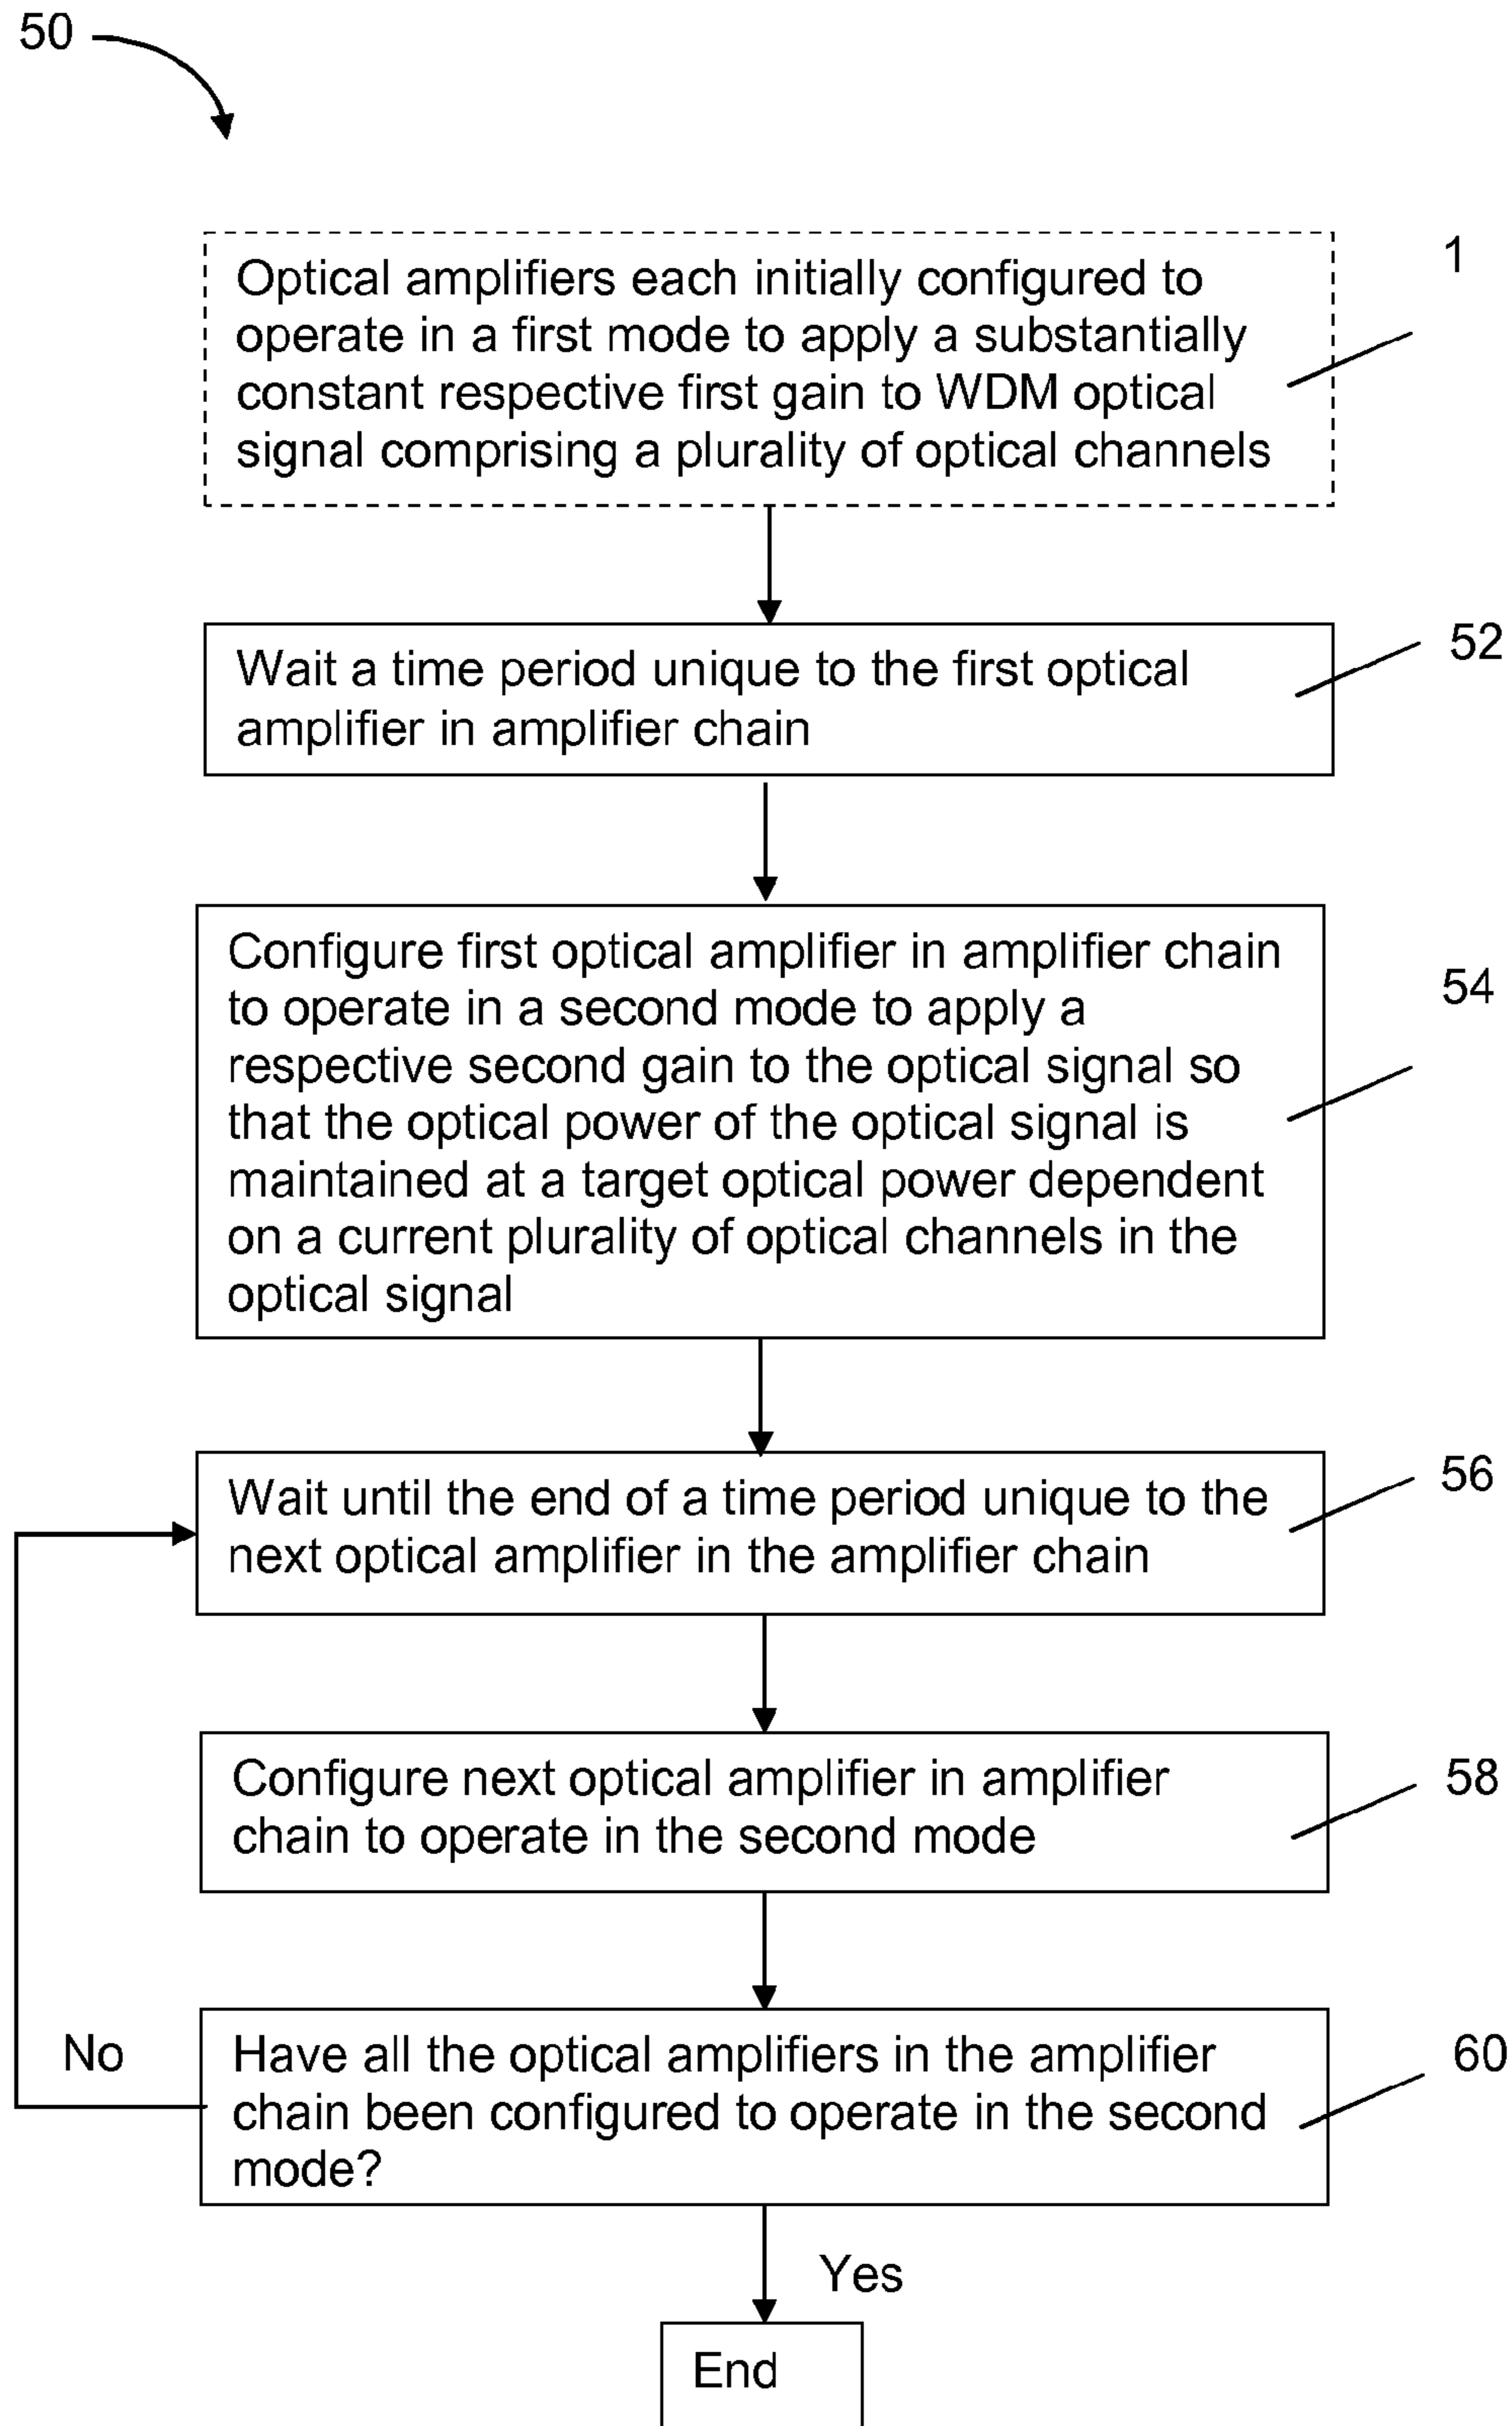 50
1
Optical amplifiers each initially configured to
operate in a first mode to apply a substantially
constant respective first gain to WDM optical
signal comprising a plurality of optical channels
52
Wait a time period unique to the first optical
amplifier in amplifier chain
54
Configure first optical amplifier in amplifier chain
to operate in a second mode to apply a
respective second gain to the optical signal so
that the optical power of the optical signal is
maintained at a target optical power dependent
on a current plurality of optical channels in the
optical signal
56
Wait until the end of a time period unique to the
next optical amplifier in the amplifier chain
58
Configure next optical amplifier in amplifier
chain to operate in the second mode
60
No
Have all the optical amplifiers in the amplifier
chain been configured to operate in the second
mode?
Yes
End